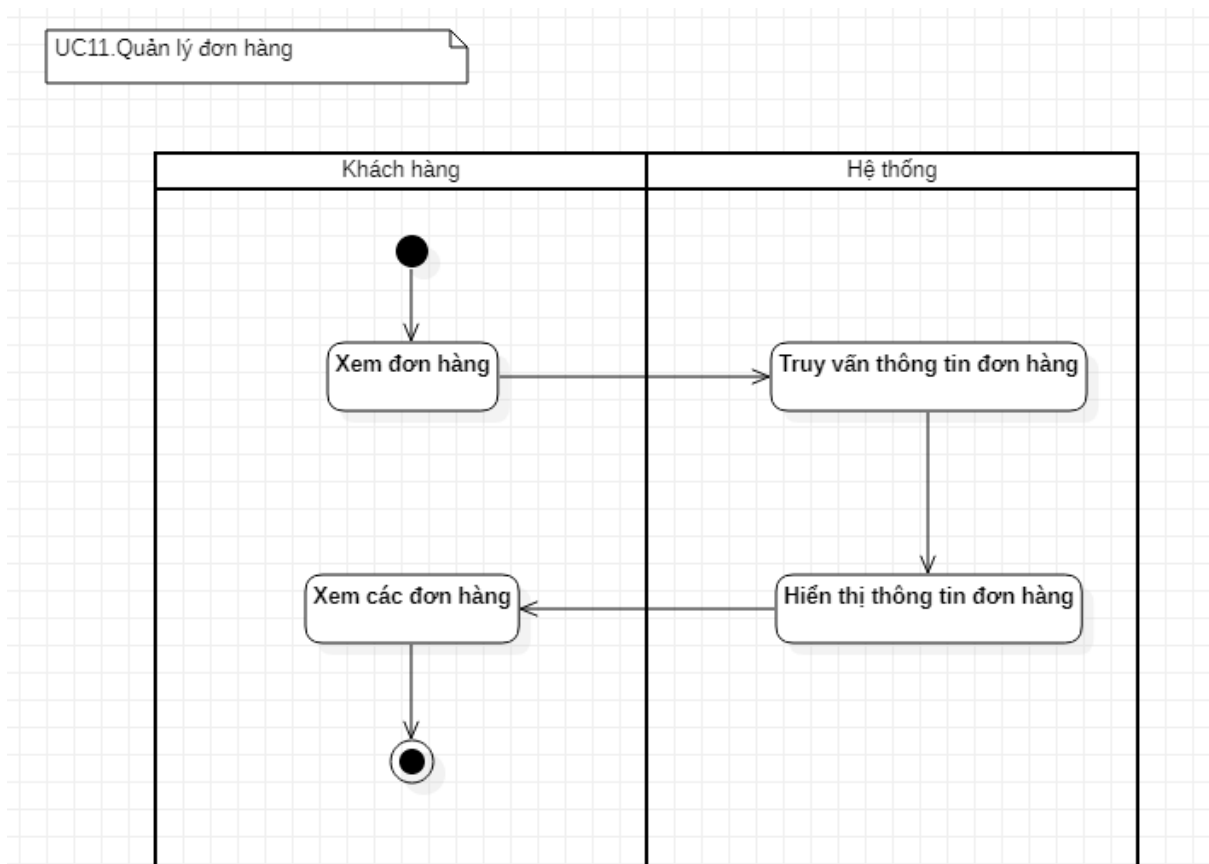 UC11.Quản lý đơn hàng
Khách hàng
Hệ thống
Xem đơn hàng
Truy vấn thông tin đơn hàng
Xem các đơn hàng
Hiển thị thông tin đơn hàng